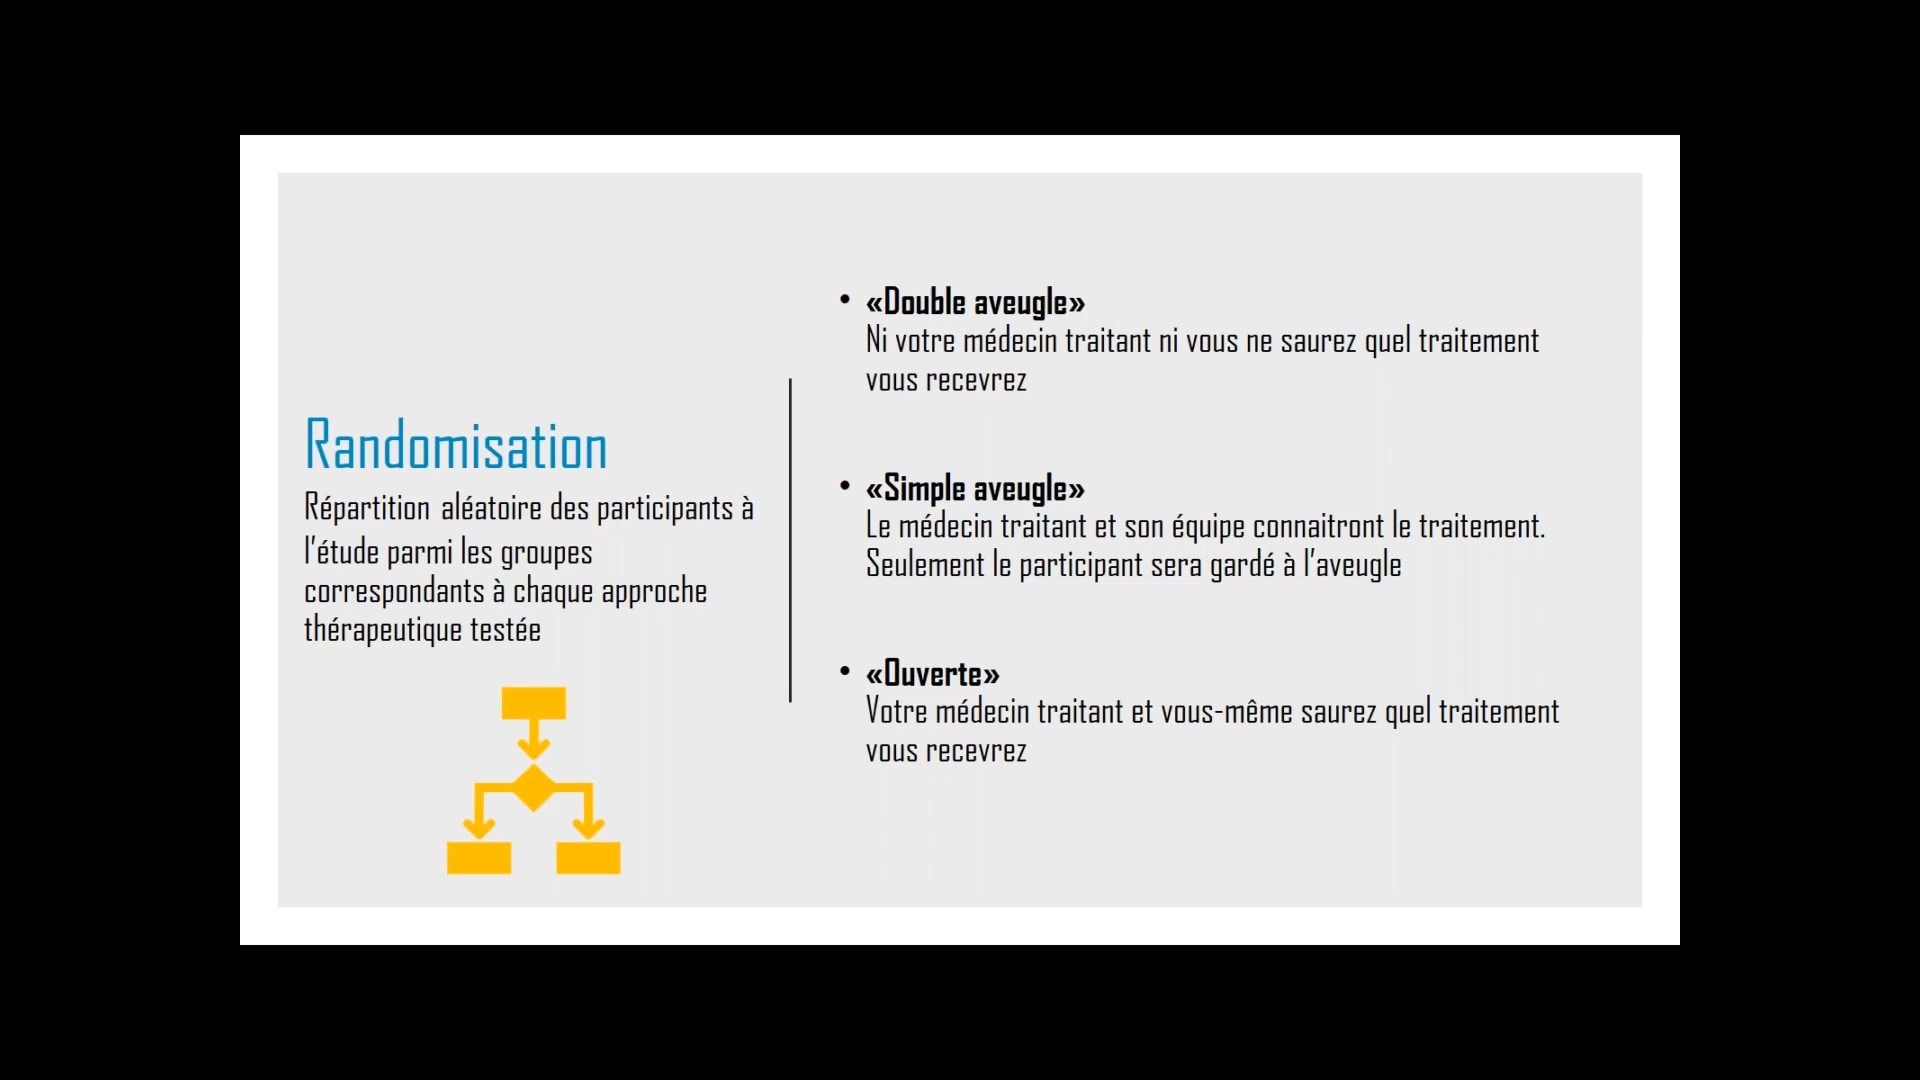 Randomisation
Répartition aléatoire des participants à
l'étude parmi les groupes
correspondants à chaque approche
thérapeutique testée
• «Double aveugle»
Ni votre médecin traitant ni vous ne saurez quel traitement
vous recevrez
• «Simple aveugle»
Le médecin traitant et son équipe connaitront le traitement.
Seulement le participant sera gardé à l'aveugle
• «Ouverte»
Votre médecin traitant et vous-même saurez quel traitement
vous recevrez